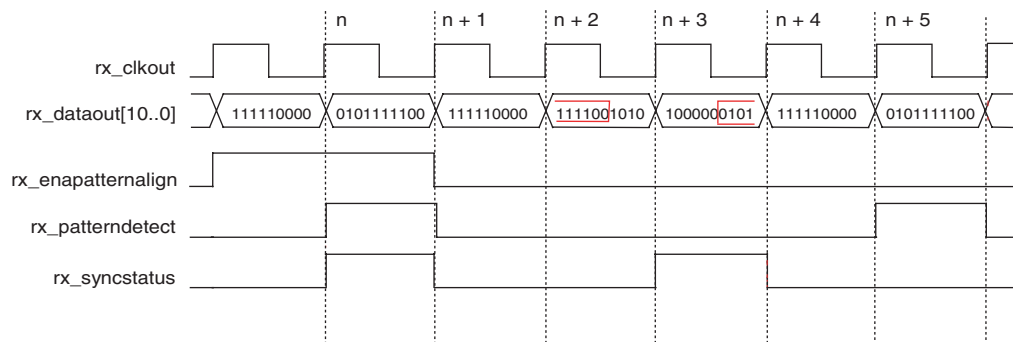 n n + 1 n + 2 n + 3 n + 4 n + 5
rx_clkout
rx_dataout[10..0] 111110000 0101111100 111110000 1111001010 1000000101 111110000 0101111100
rx_enapatternalign
rx_patterndetect
rx_syncstatus